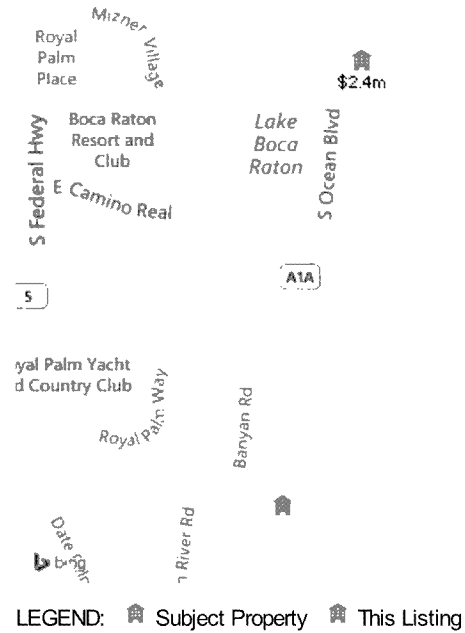 Mizner Village
Royal
Palm
Place
$2.4m
S Federal Hwy
Boca Raton
Resort and
Club
Lake
Boca
Raton
S Ocean Blvd
E Camino Real
A1A
5
yal Palm Yacht
d Country Club
Royal Palm Way
Banyan Rd
n River Rd
Date Palm
b ng
LEGEND: Subject Property This Listing